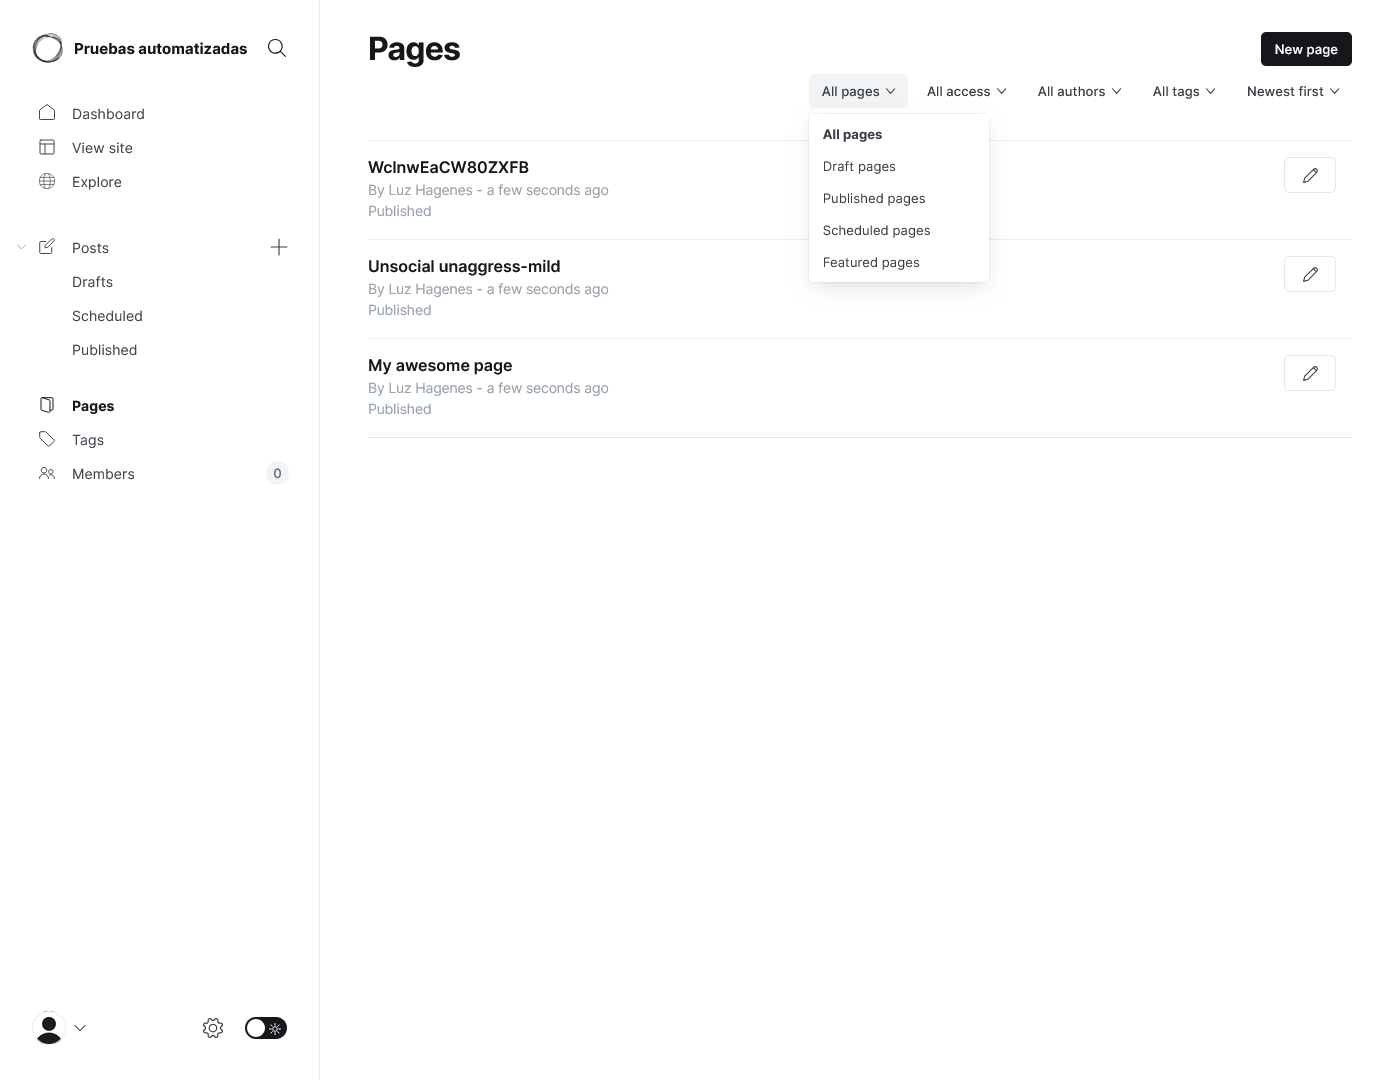 Pruebas automatizadas
Dashboard
View site
Explore
Posts
Drafts
Scheduled
Published
Pages
Tags
Members 0
Pages
New page
All pages All access All authors All tags Newest first
All pages
Draft pages
Published pages
Scheduled pages
Featured pages
WcInwEaCW80ZXFB
By Luz Hagenes - a few seconds ago
Published
Unsocial unaggress-mild
By Luz Hagenes - a few seconds ago
Published
My awesome page
By Luz Hagenes - a few seconds ago
Published